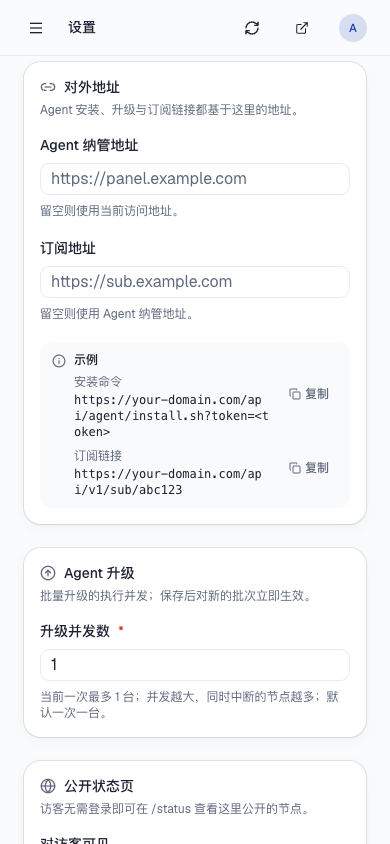 设置
A
对外地址
Agent 安装、升级与订阅链接都基于这里的地址。
Agent 纳管地址
https://panel.example.com
留空则使用当前访问地址。
订阅地址
https://sub.example.com
留空则使用 Agent 纳管地址。
示例
安装命令
https://your-domain.com/ap
i/agent/install.sh?token=<t
oken>
复制
订阅链接
https://your-domain.com/ap
i/v1/sub/abc123
复制
Agent 升级
批量升级的执行并发；保存后对新的批次立即生效。
升级并发数 *
1
当前一次最多 1 台；并发越大，同时中断的节点越多；默
认一次一台。
公开状态页
访客无需登录即可在 /status 查看这里公开的节点。
对访客可见